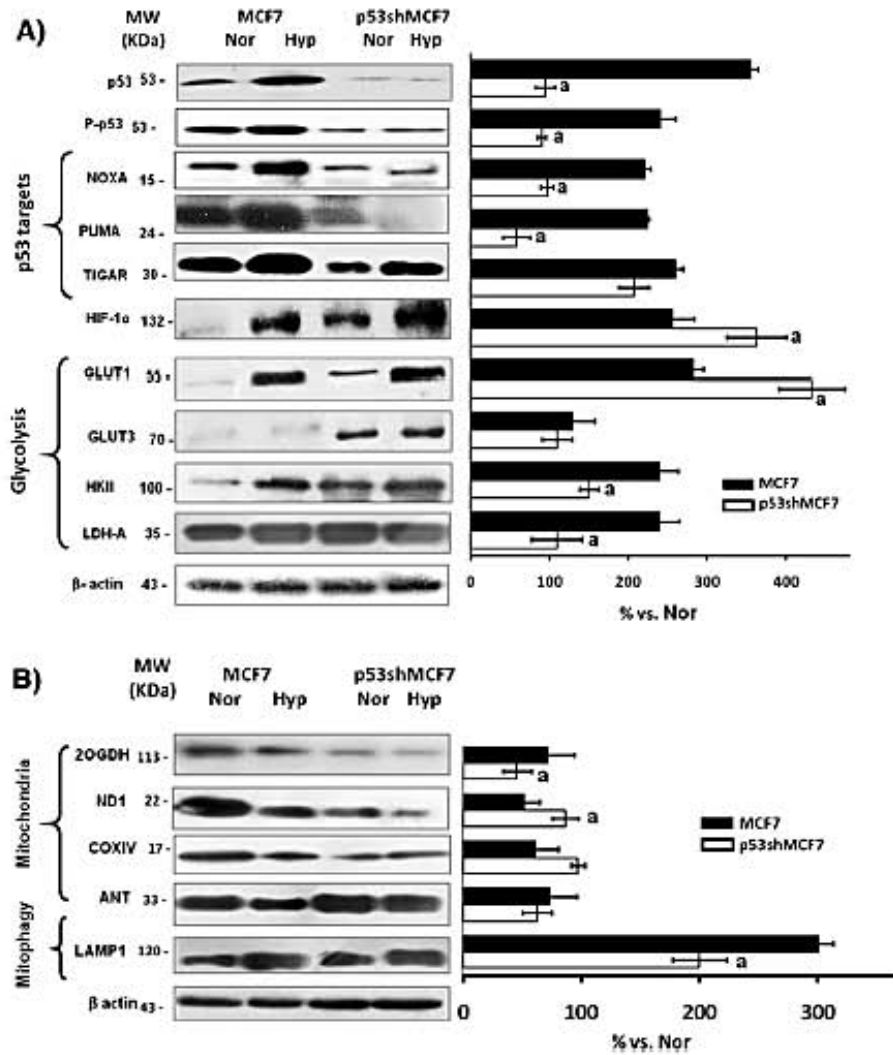 A)
MW
(KDa)
MCF7
p53shMCF7
Nor Hyp Nor Hyp
p53 53 -
P-p53 53 -
p53 targets
NOXA 15 -
PUMA 24 -
TIGAR 30 -
HIF-1α 132 -
Glycolysis
GLUT1 55 -
GLUT3 70 -
HKII 100 -
LDH-A 35 -
β-actin 43 -
a
a
a
a
a
a
a
a
MCF7
p53shMCF7
0 100 200 300 400
% vs. Nor
B)
MW
(KDa)
MCF7
p53shMCF7
Nor Hyp Nor Hyp
Mitochondria
2OGDH 113 -
ND1 22 -
COXIV 17 -
ANT 33 -
Mitophagy
LAMP1 120 -
β actin 43 -
a
a
a
MCF7
p53shMCF7
0 100 200 300
% vs. Nor